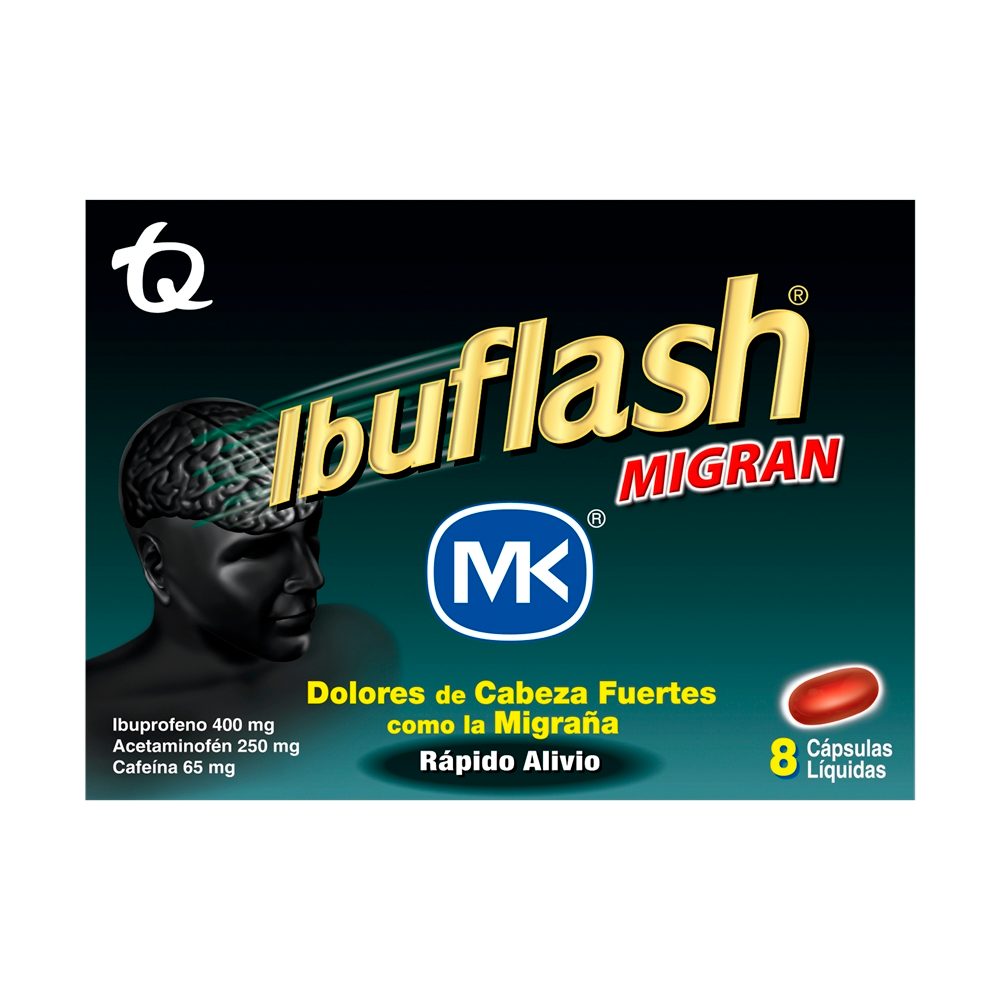 TQ
Ibuflash®
MIGRAN
MK®
Dolores de Cabeza Fuertes
como la Migraña
Rápido Alivio
Ibuprofeno 400 mg
Acetaminofén 250 mg
Cafeína 65 mg
8 Cápsulas
Líquidas